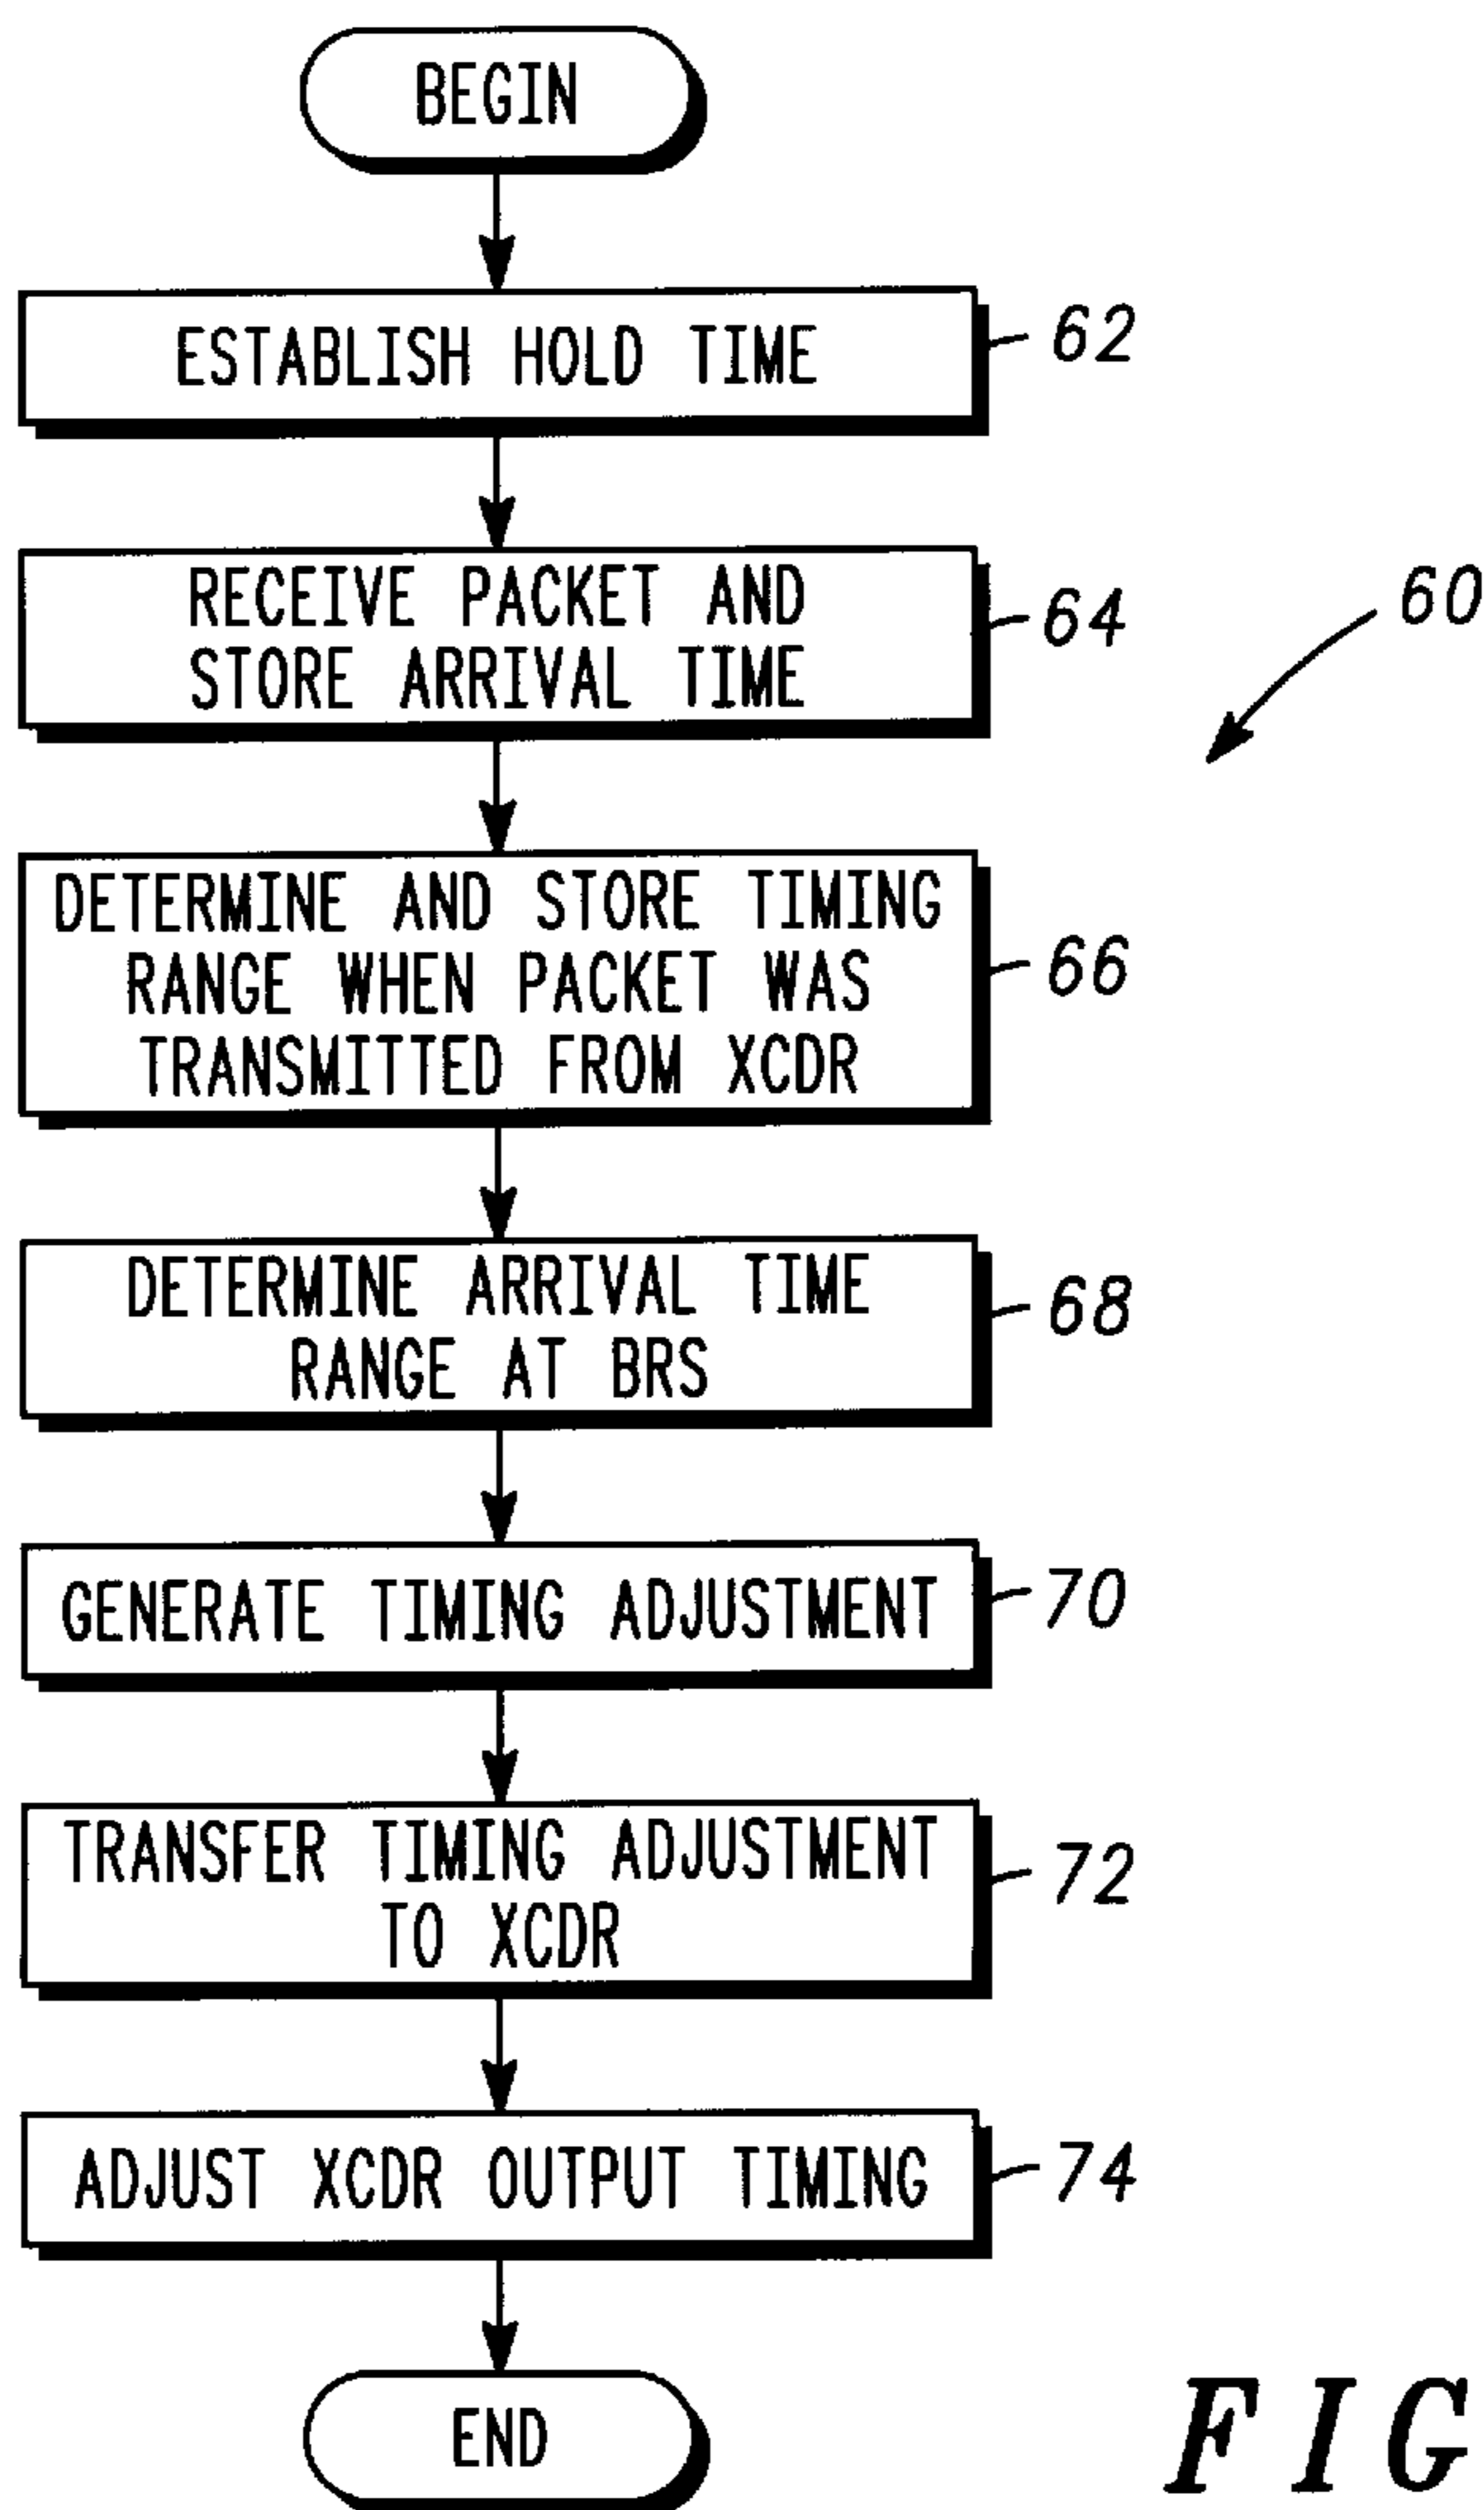 BEGIN
ESTABLISH HOLD TIME
62
RECEIVE PACKET AND
STORE ARRIVAL TIME
64
60
DETERMINE AND STORE TIMING
RANGE WHEN PACKET WAS
TRANSMITTED FROM XCDR
66
DETERMINE ARRIVAL TIME
RANGE AT BRS
68
GENERATE TIMING ADJUSTMENT
70
TRANSFER TIMING ADJUSTMENT
TO XCDR
72
ADJUST XCDR OUTPUT TIMING
74
END
FIG